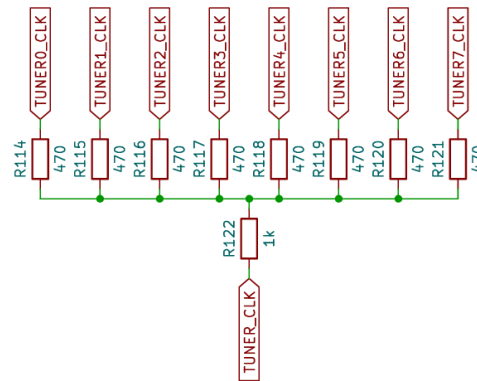 TUNER0_CLK
TUNER1_CLK
TUNER2_CLK
TUNER3_CLK
TUNER4_CLK
TUNER5_CLK
TUNER6_CLK
TUNER7_CLK
R114 470
R115 470
R116 470
R117 470
R118 470
R119 470
R120 470
R121 470
R122 1k
TUNER_CLK